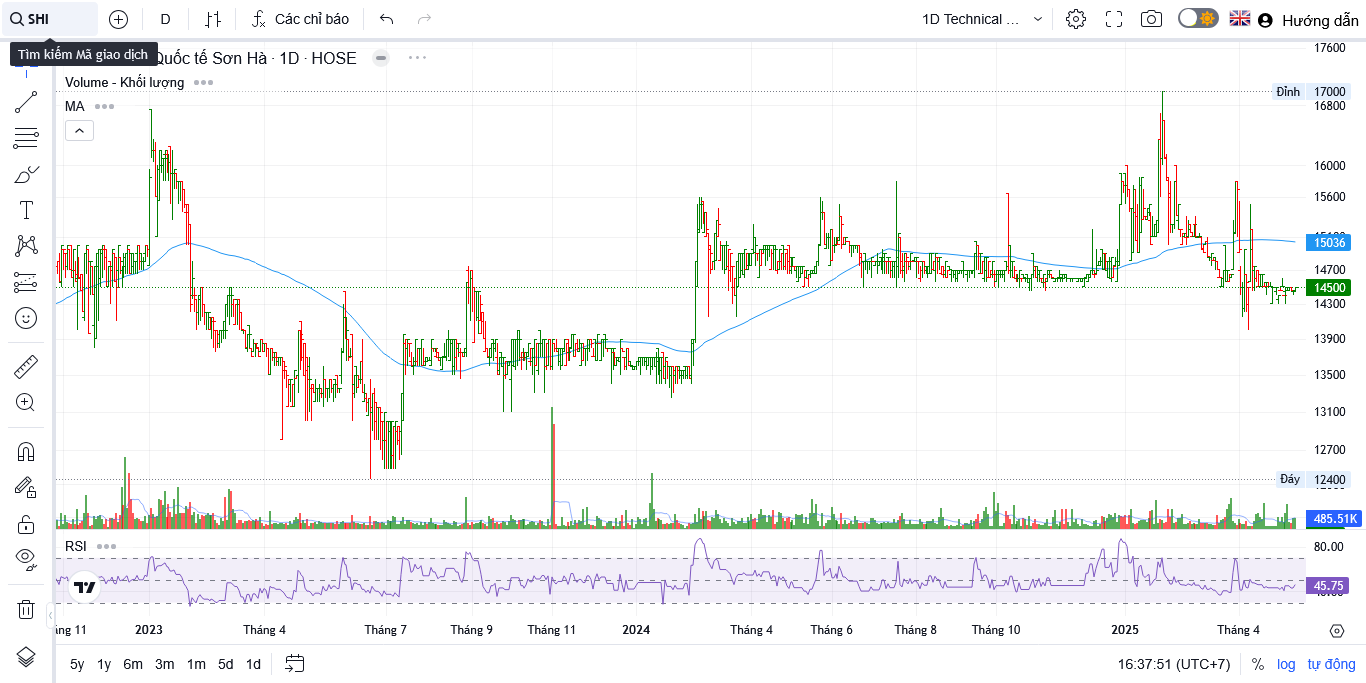 SHI
D
Các chỉ báo
1D Technical ...
Hướng dẫn
Tìm kiếm Mã giao dịch
Quốc tế Sơn Hà · 1D · HOSE
Volume - Khối lượng
MA
17600
Đỉnh 17000
16800
16000
15600
15036
14700
14500
14300
13900
13500
13100
12700
Đáy 12400
485.51K
RSI
80.00
45.75
2023
Tháng 4
Tháng 7
Tháng 9
Tháng 11
2024
Tháng 4
Tháng 6
Tháng 8
Tháng 10
2025
Tháng 4
5y 1y 6m 3m 1m 5d 1d
16:37:51 (UTC+7)
% log tự động